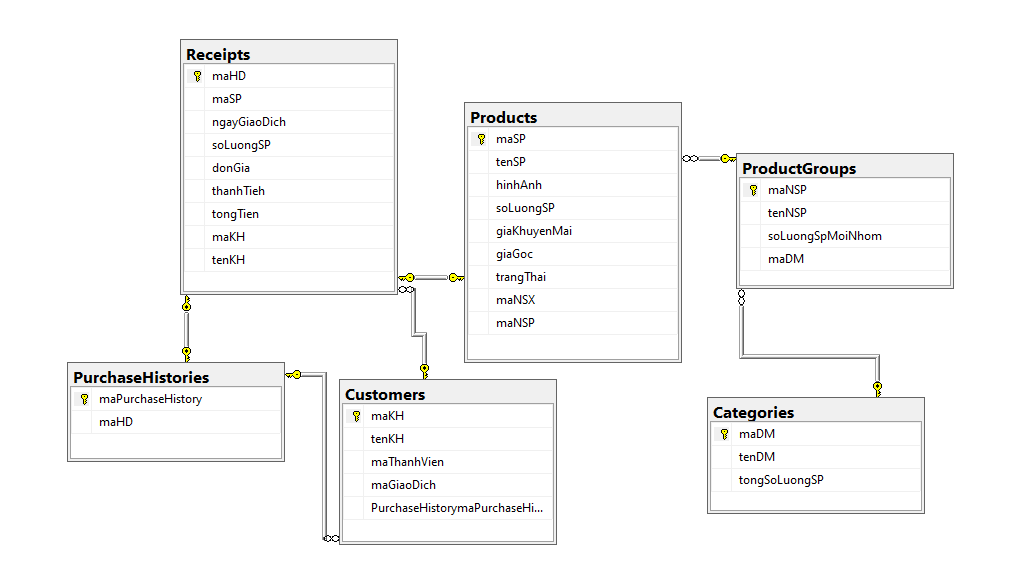 Receipts
maHD
maSP
ngayGiaoDich
soLuongSP
donGia
thanhTieh
tongTien
maKH
tenKH
Products
maSP
tenSP
hinhAnh
soLuongSP
giaKhuyenMai
giaGoc
trangThai
maNSX
maNSP
ProductGroups
maNSP
tenNSP
soLuongSpMoiNhom
maDM
PurchaseHistories
maPurchaseHistory
maHD
Customers
maKH
tenKH
maThanhVien
maGiaoDich
PurchaseHistorymaPurchaseHi...
Categories
maDM
tenDM
tongSoLuongSP